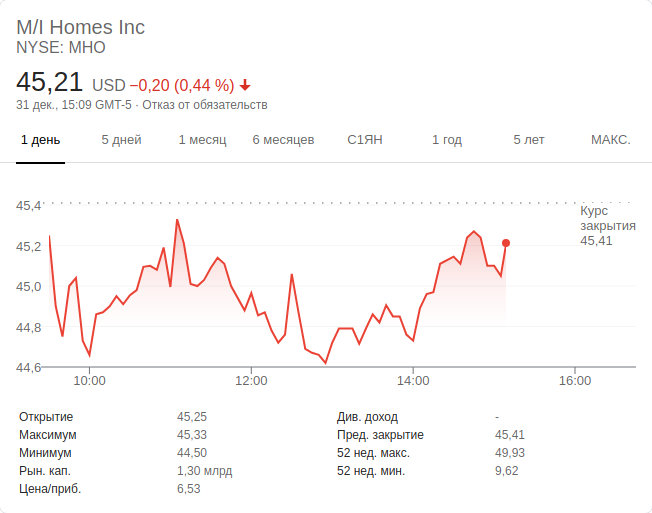 M/I Homes Inc
NYSE: MHO
45,21 USD −0,20 (0,44 %)
31 дек., 15:09 GMT-5 · Отказ от обязательств
1 день 5 дней 1 месяц 6 месяцев С1ЯН 1 год 5 лет МАКС.
45,4
45,2
45,0
44,8
44,6
Курс
закрытия
45,41
10:00 12:00 14:00 16:00
Открытие 45,25
Максимум 45,33
Минимум 44,50
Рын. кап. 1,30 млрд
Цена/приб. 6,53
Див. доход -
Пред. закрытие 45,41
52 нед. макс. 49,93
52 нед. мин. 9,62